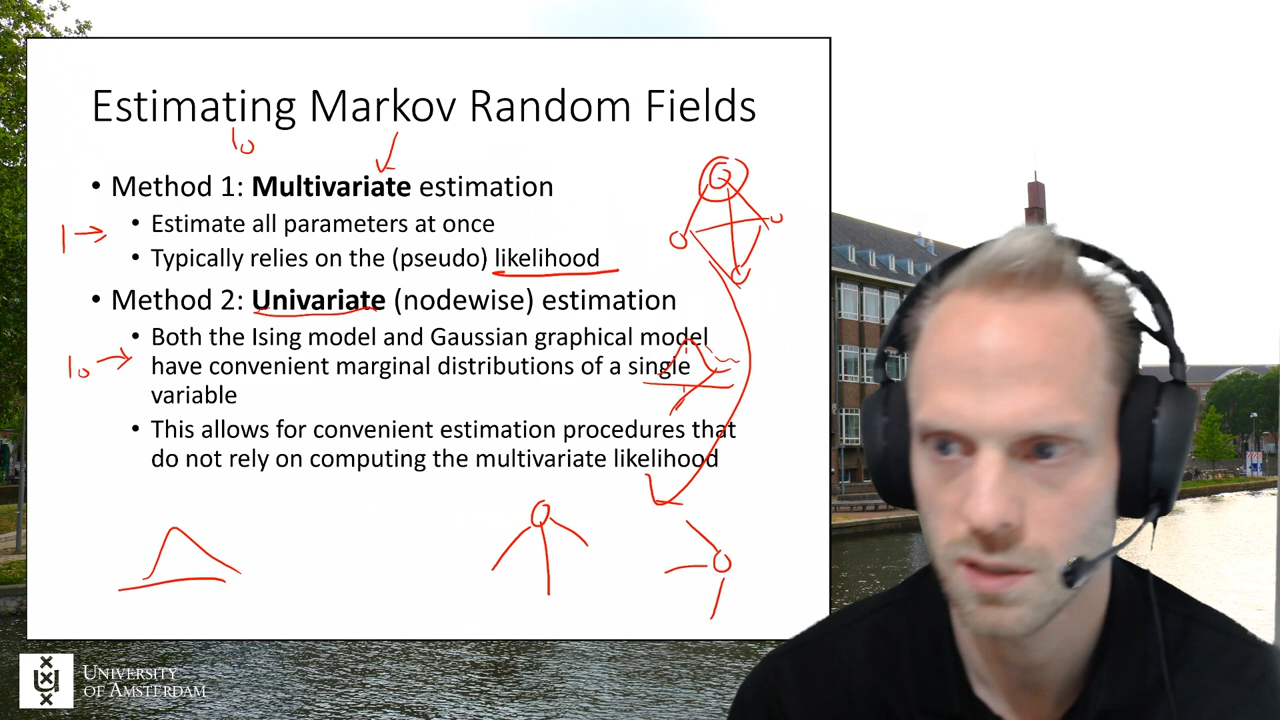 Estimating Markov Random Fields
• Method 1: Multivariate estimation
• Estimate all parameters at once
• Typically relies on the (pseudo) likelihood
• Method 2: Univariate (nodewise) estimation
• Both the Ising model and Gaussian graphical model
have convenient marginal distributions of a single
variable
• This allows for convenient estimation procedures that
do not rely on computing the multivariate likelihood
UNIVERSITY
OF AMSTERDAM